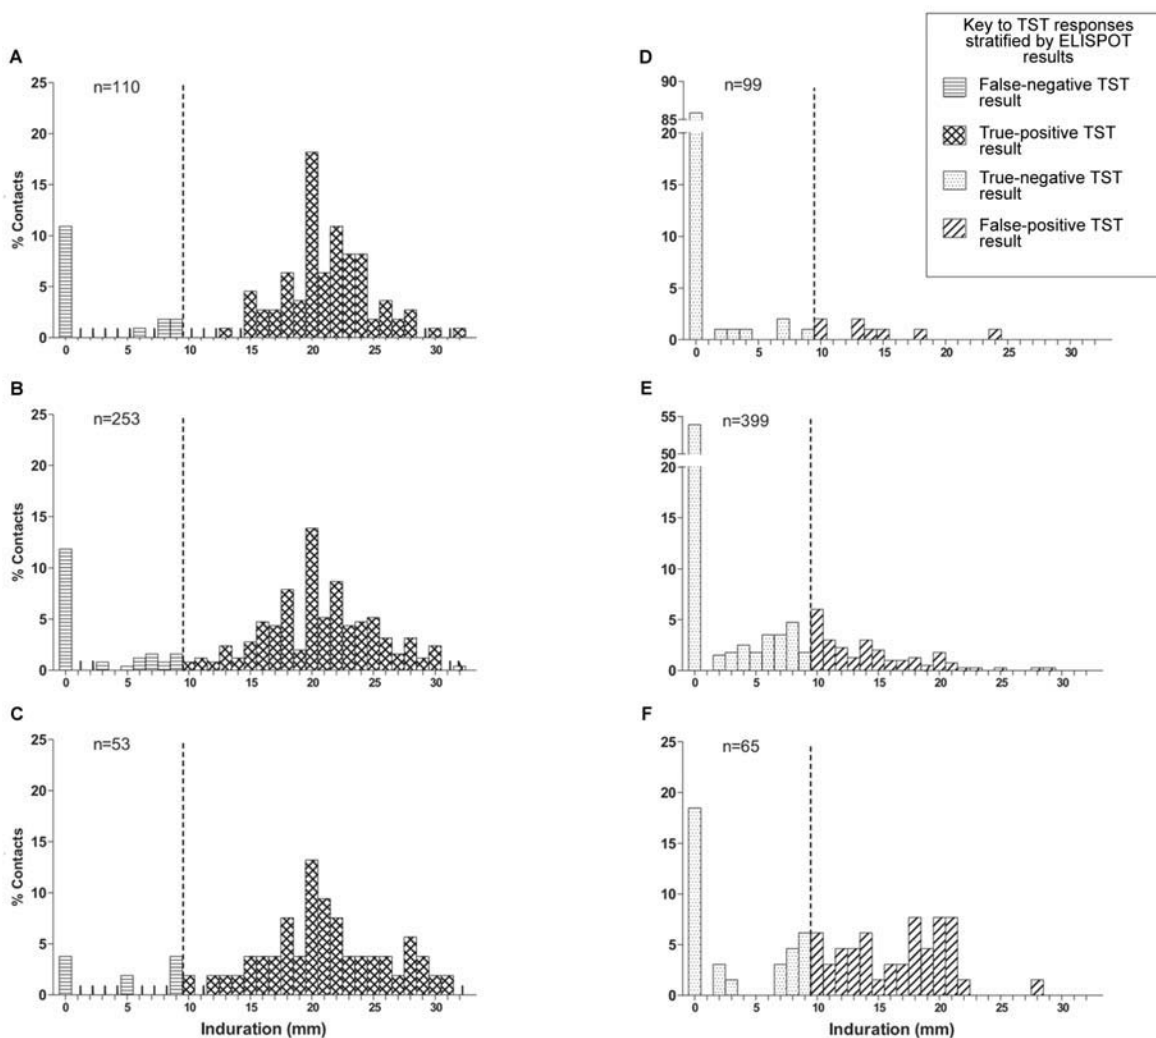 Key to TST responses
stratified by ELISPOT
results
False-negative TST
result
True-positive TST
result
True-negative TST
result
False-positive TST
result
A
n=110
% Contacts
25
20
15
10
5
0
0 5 10 15 20 25 30
D
n=99
90
85
20
15
10
5
0
0 5 10 15 20 25 30
B
n=253
% Contacts
25
20
15
10
5
0
0 5 10 15 20 25 30
E
n=399
55
50
20
15
10
5
0
0 5 10 15 20 25 30
C
n=53
% Contacts
25
20
15
10
5
0
0 5 10 15 20 25 30
Induration (mm)
F
n=65
25
20
15
10
5
0
0 5 10 15 20 25 30
Induration (mm)